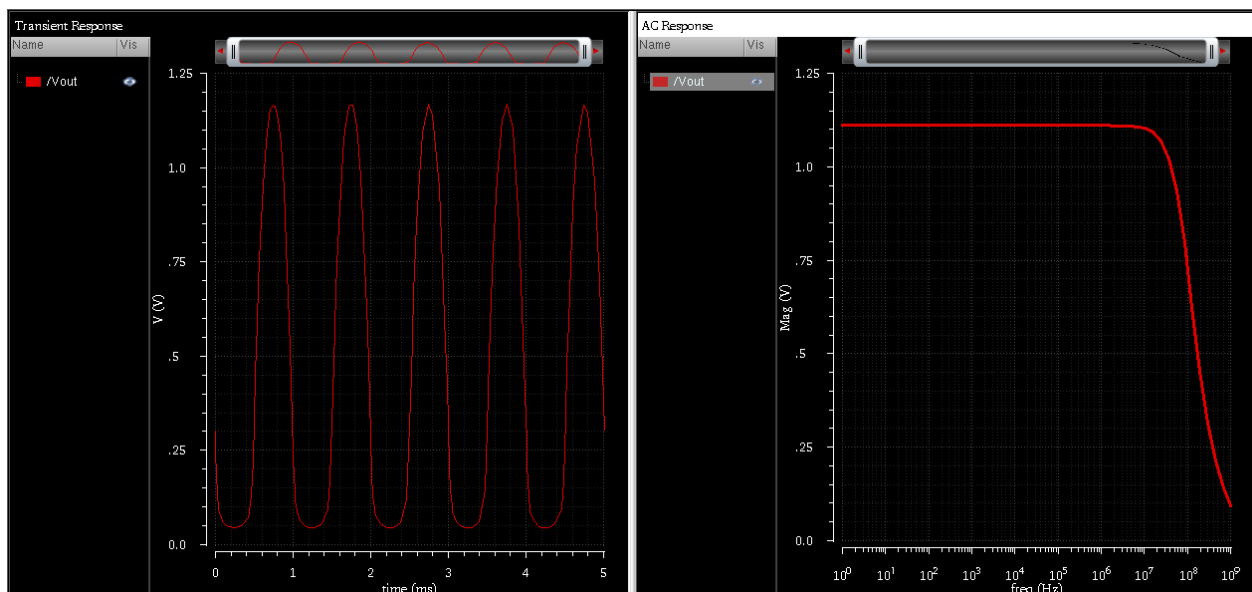 Transient Response
Name Vis
/Vout
1.25
1.0
.75
.5
.25
0.0
V (V)
0 1 2 3 4 5
time (ms)
AC Response
Name Vis
/Vout
1.25
1.0
.75
.5
.25
0.0
Mag (V)
10^0 10^1 10^2 10^3 10^4 10^5 10^6 10^7 10^8 10^9
freq (Hz)